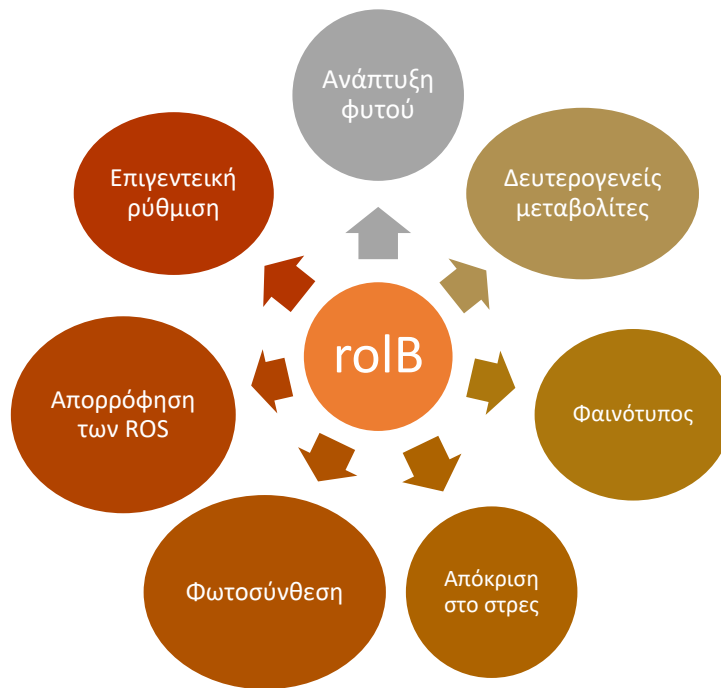 Ανάπτυξη
φυτού
Δευτερογενείς
μεταβολίτες
Φαινότυπος
Απόκριση
στο στρες
Φωτοσύνθεση
Απορρόφηση
των ROS
Επιγεντεική
ρύθμιση
rolB